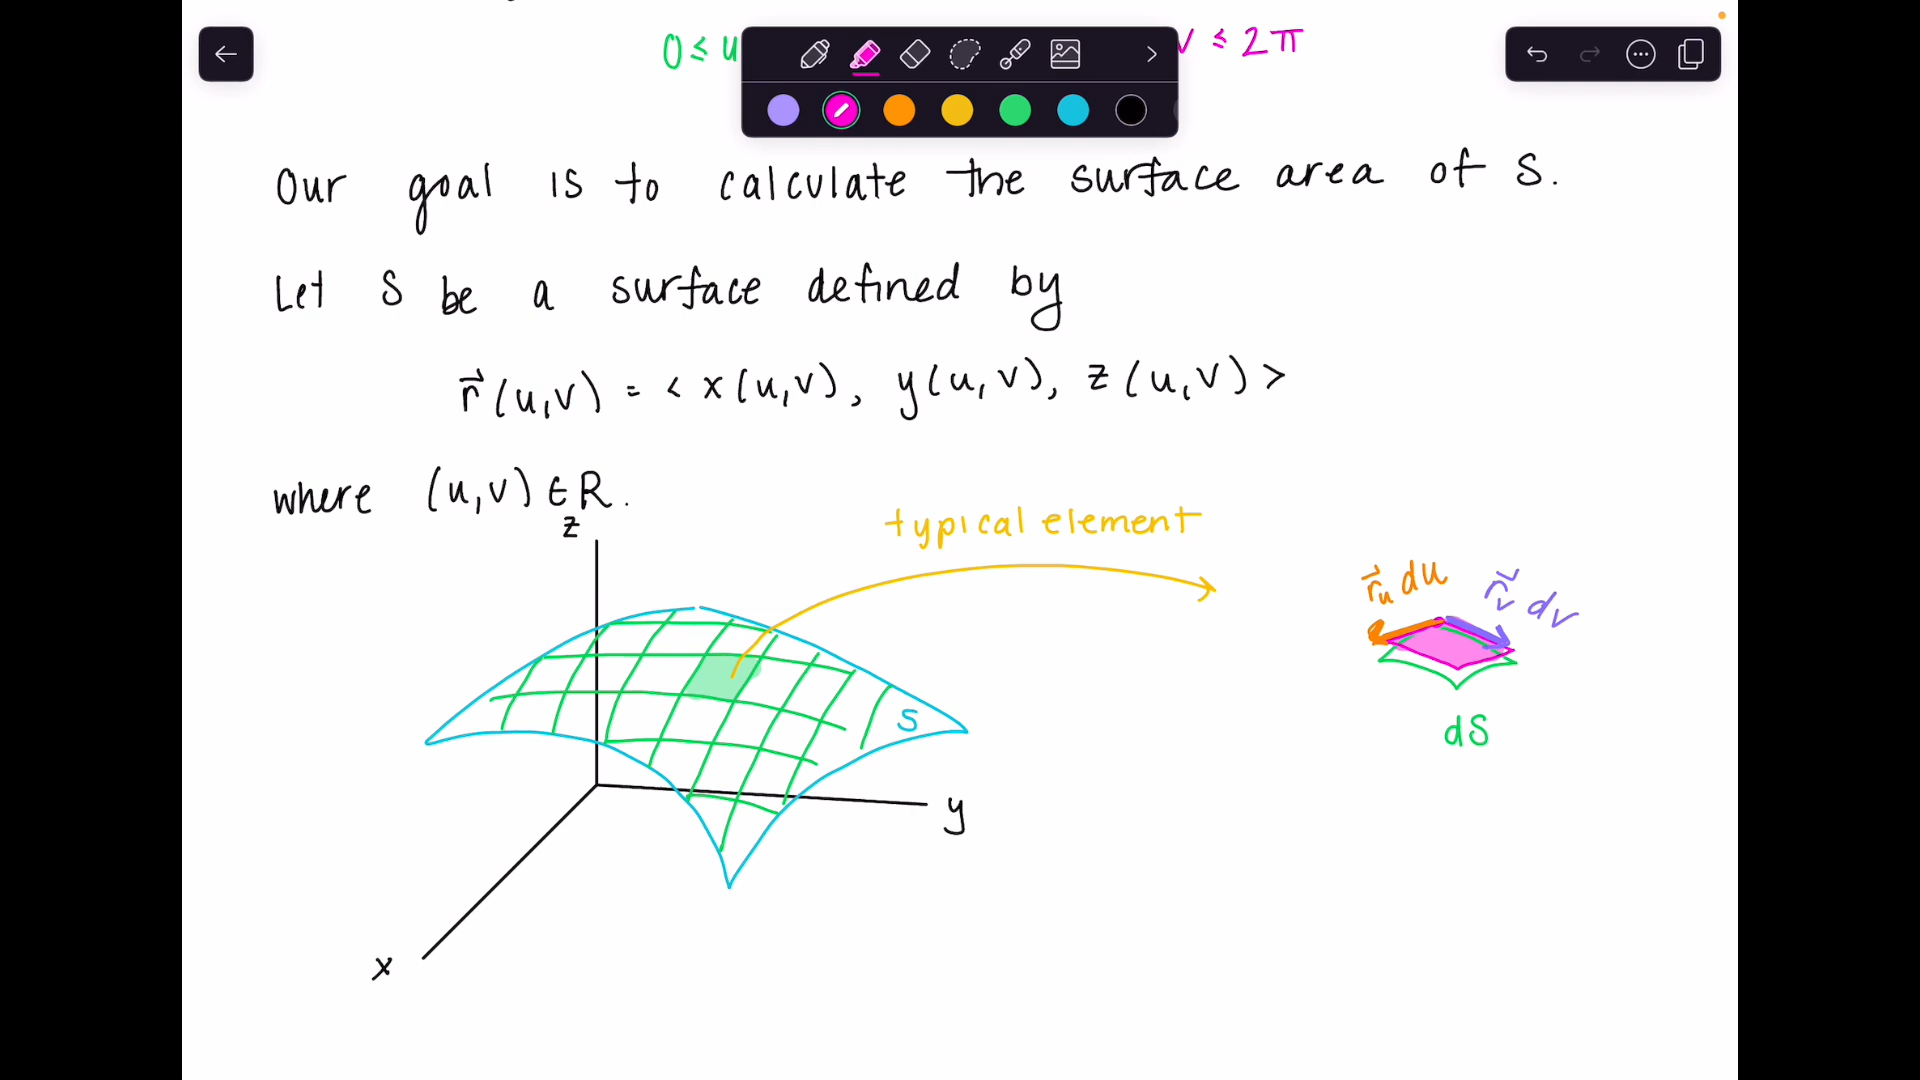 0 ≤ u v ≤ 2π
Our goal is to calculate the surface area of S.
Let S be a surface defined by
r⃗(u,v) = < x(u,v), y(u,v), z(u,v) >
where (u,v) ∈ R.
z
typical element
r⃗ᵤ du
r⃗ᵥ dv
S
dS
y
x